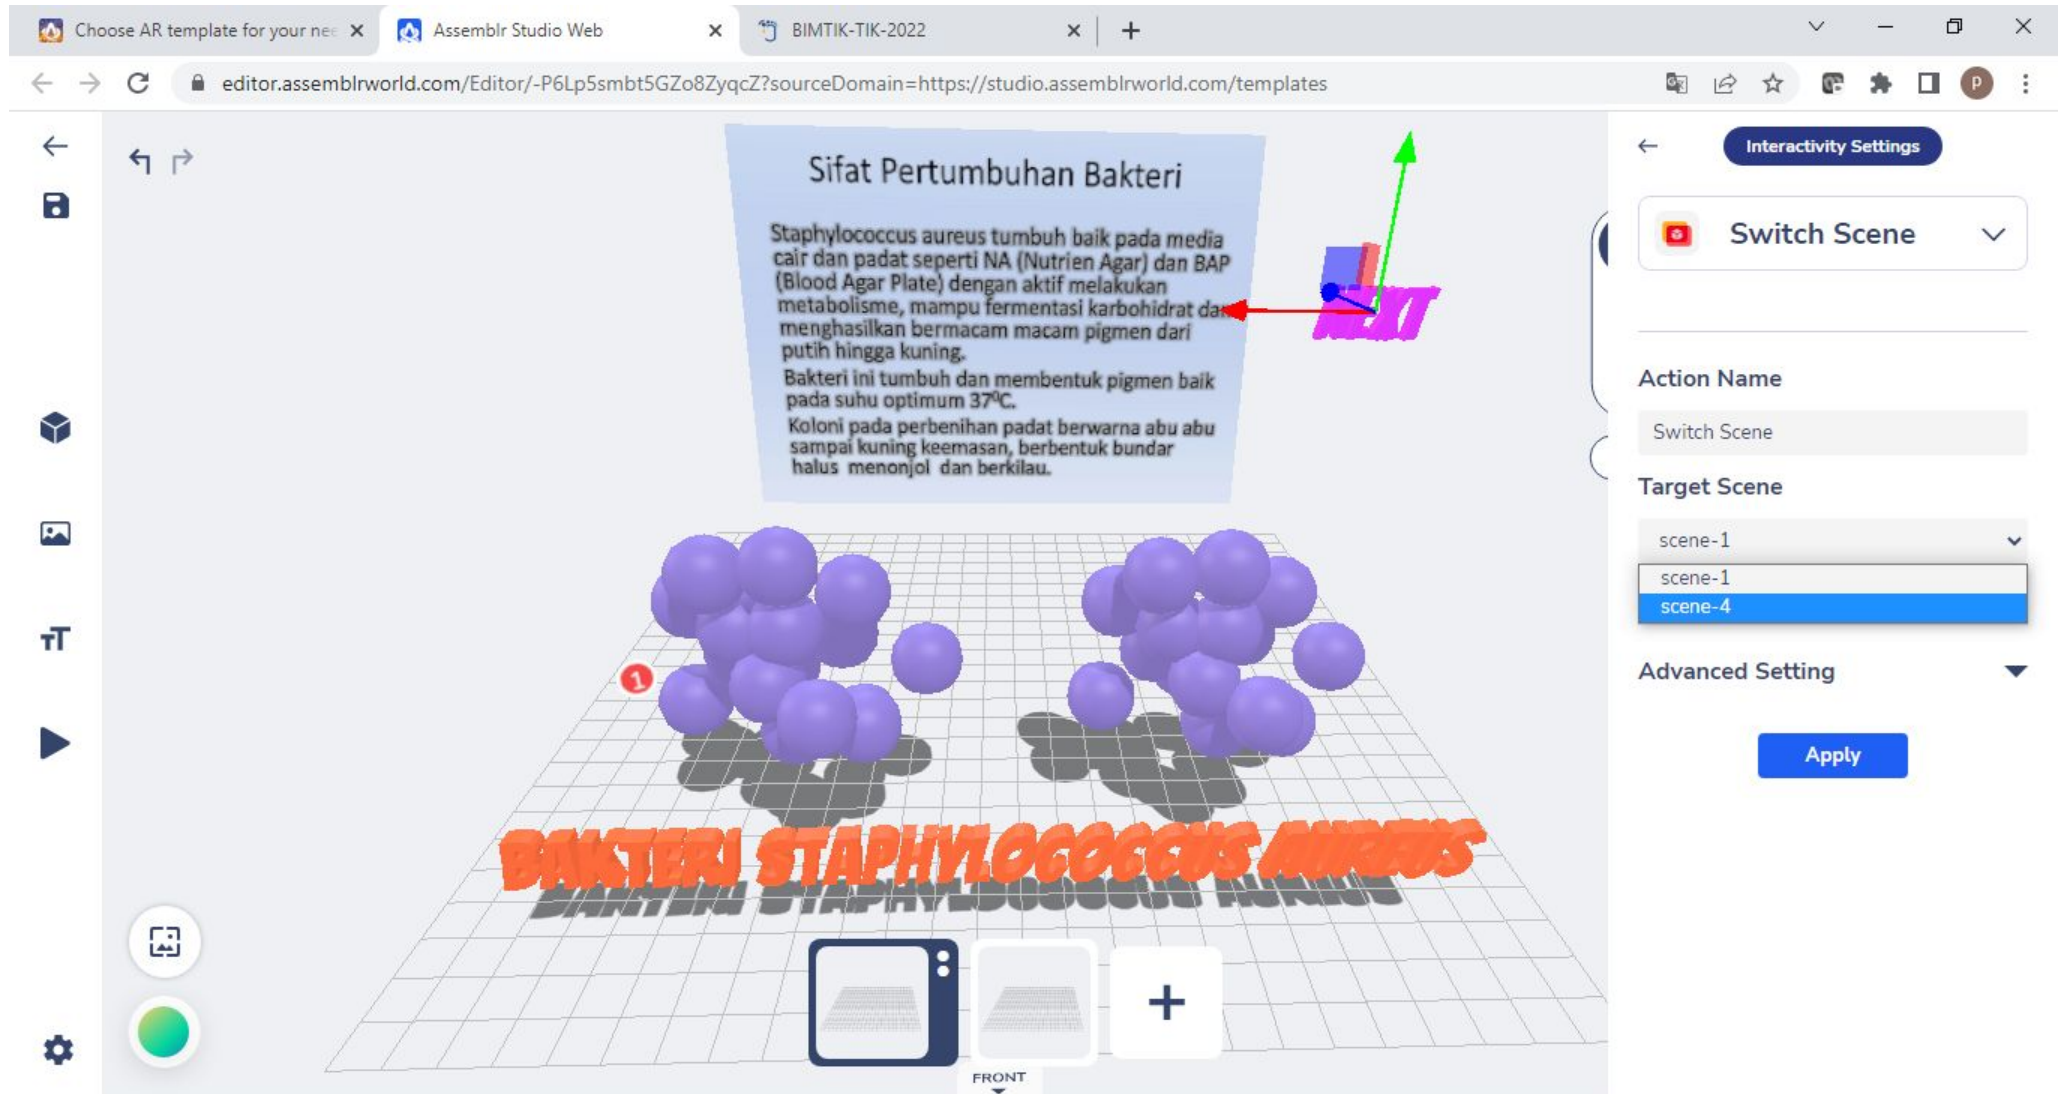 Choose AR template for your nee
Assemblr Studio Web
BIMTIK-TIK-2022
editor.assemblrworld.com/Editor/-P6Lp5smbt5GZo8ZyqcZ?sourceDomain=https://studio.assemblrworld.com/templates
P
Sifat Pertumbuhan Bakteri
Staphylococcus aureus tumbuh baik pada media
cair dan padat seperti NA (Nutrien Agar) dan BAP
(Blood Agar Plate) dengan aktif melakukan
metabolisme, mampu fermentasi karbohidrat dan
menghasilkan bermacam macam pigmen dari
putih hingga kuning.
Bakteri ini tumbuh dan membentuk pigmen baik
pada suhu optimum 37⁰C.
Koloni pada perbenihan padat berwarna abu abu
sampai kuning keemasan, berbentuk bundar
halus menonjol dan berkilau.
NEXT
1
BAKTERI STAPHYLOCOCCUS AUREUS
FRONT
Interactivity Settings
Switch Scene
Action Name
Switch Scene
Target Scene
scene-1
scene-1
scene-4
Advanced Setting
Apply